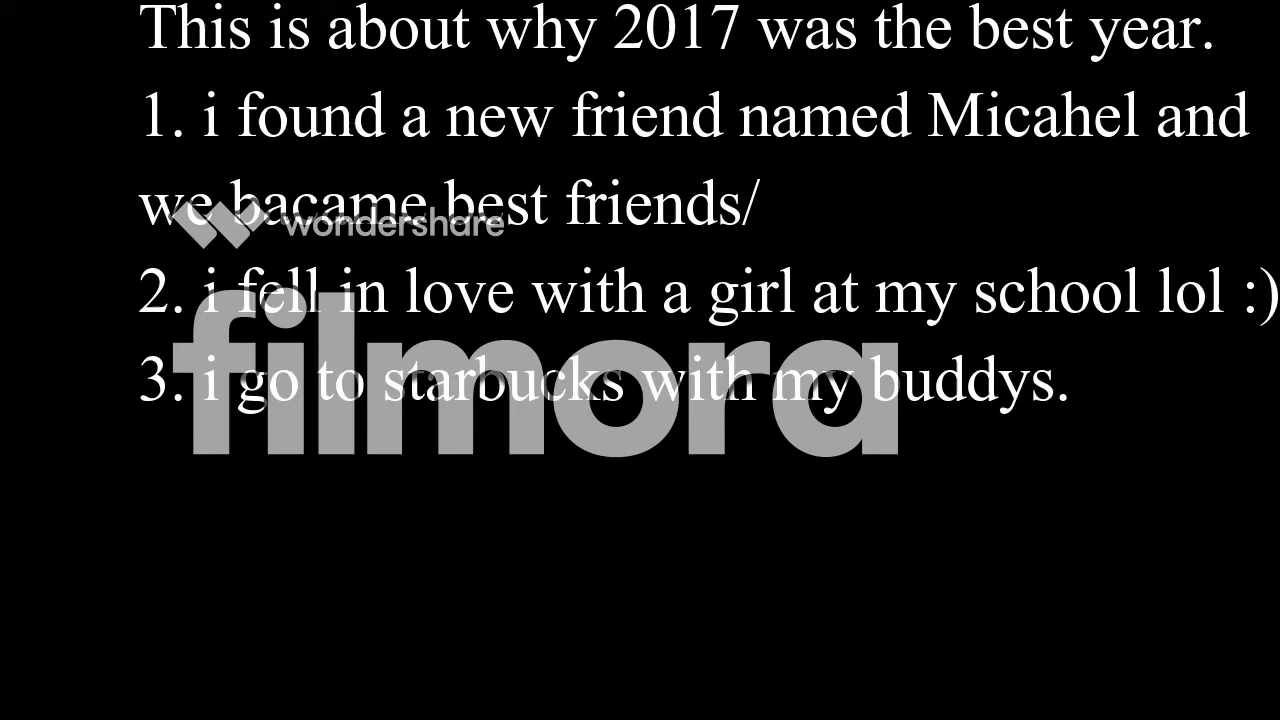 This is about why 2017 was the best year.
1. i found a new friend named Micahel and
we bacame best friends/
wondershare
2. i fell in love with a girl at my school lol :)
filmora
3. i go to starbucks with my buddys.